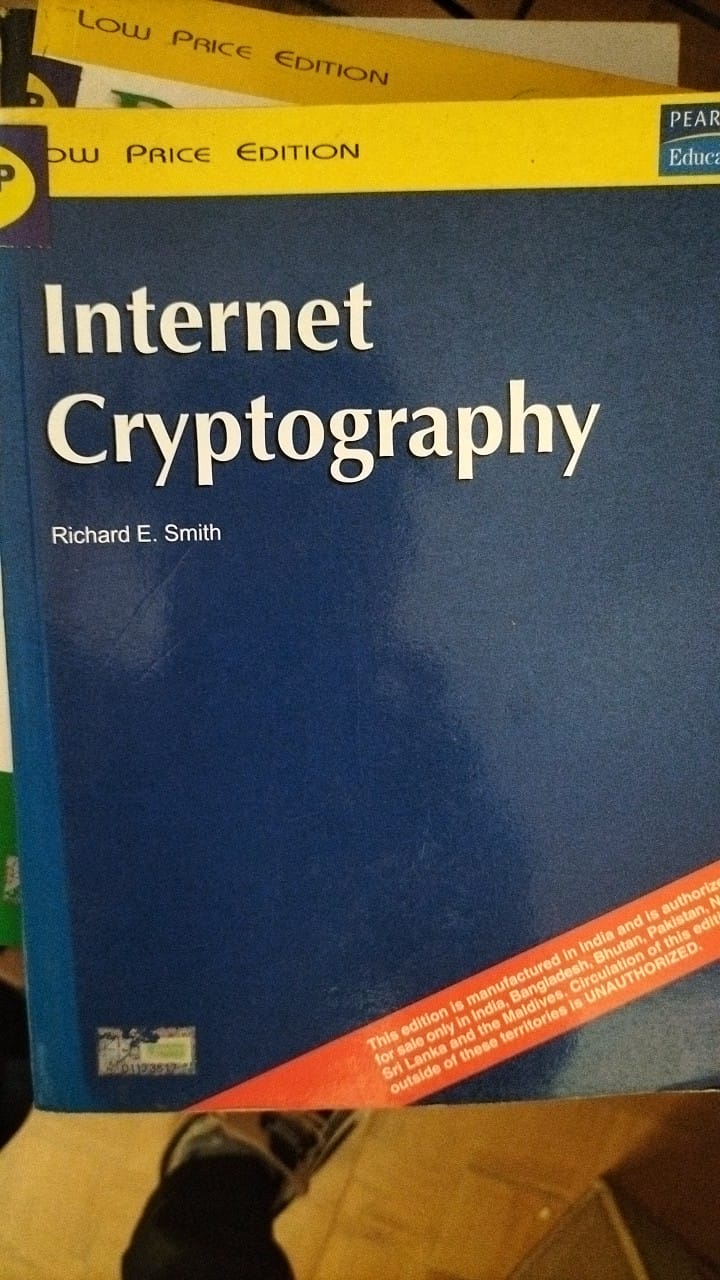 LOW PRICE EDITION
P
OW PRICE EDITION
PEAR
Educa
Internet
Cryptography
Richard E. Smith
This edition is manufactured in India and is authorize
for sale only in India, Bangladesh, Bhutan, Pakistan, N
Sri Lanka and the Maldives. Circulation of this editi
outside of these territories is UNAUTHORIZED.